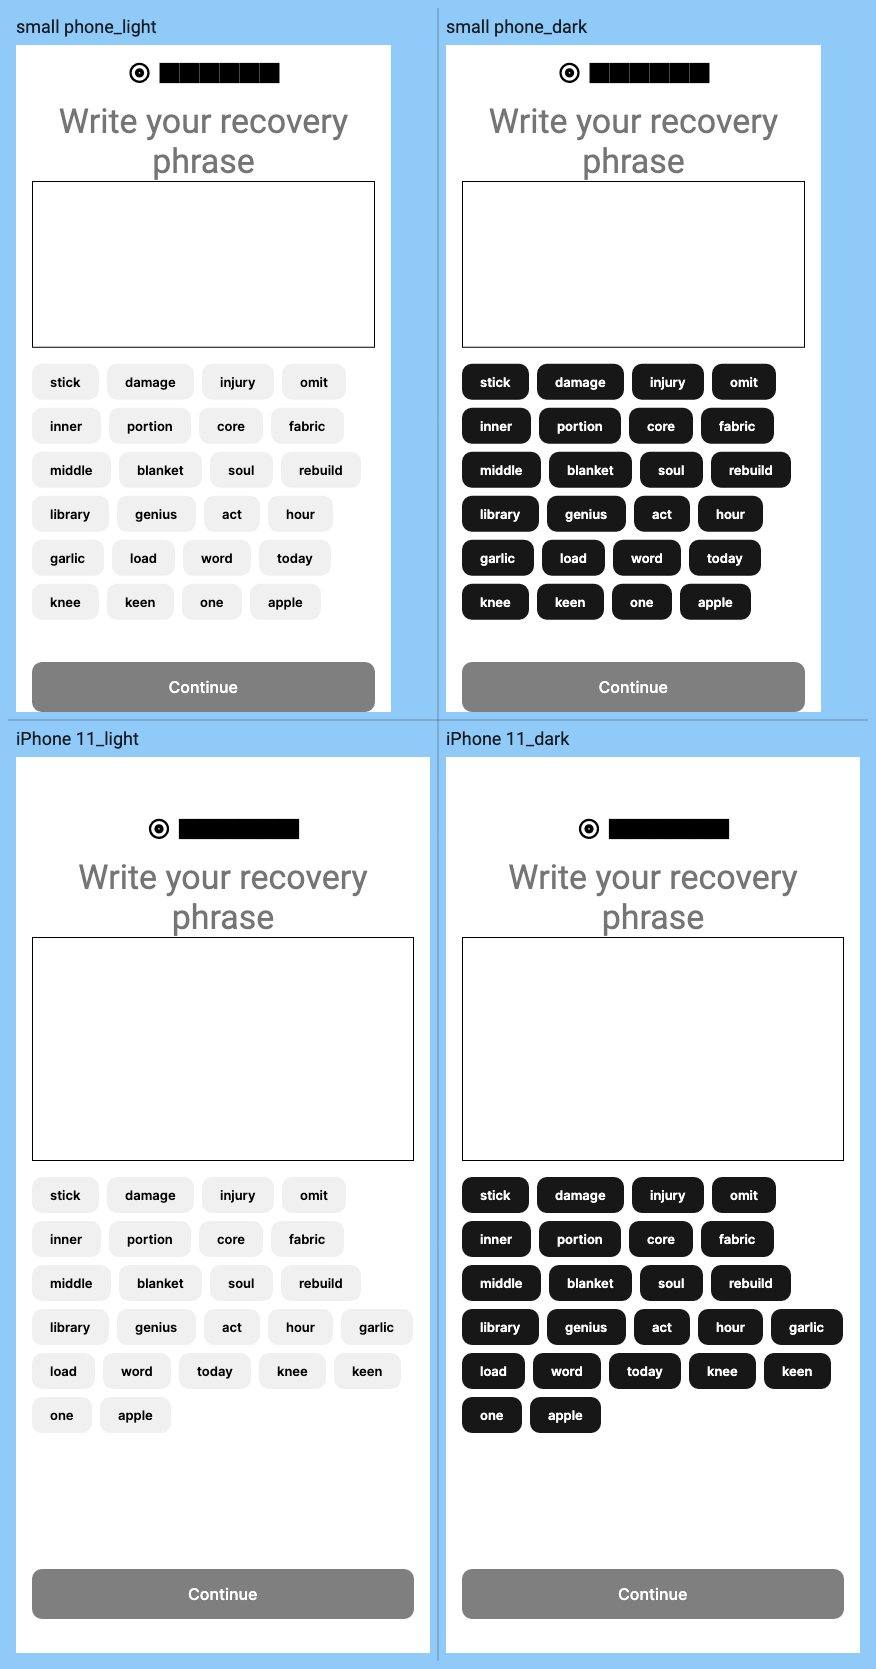 small phone_light
Write your recovery
phrase
stick damage injury omit
inner portion core fabric
middle blanket soul rebuild
library genius act hour
garlic load word today
knee keen one apple
Continue
small phone_dark
Write your recovery
phrase
stick damage injury omit
inner portion core fabric
middle blanket soul rebuild
library genius act hour
garlic load word today
knee keen one apple
Continue
iPhone 11_light
Write your recovery
phrase
stick damage injury omit
inner portion core fabric
middle blanket soul rebuild
library genius act hour garlic
load word today knee keen
one apple
Continue
iPhone 11_dark
Write your recovery
phrase
stick damage injury omit
inner portion core fabric
middle blanket soul rebuild
library genius act hour garlic
load word today knee keen
one apple
Continue